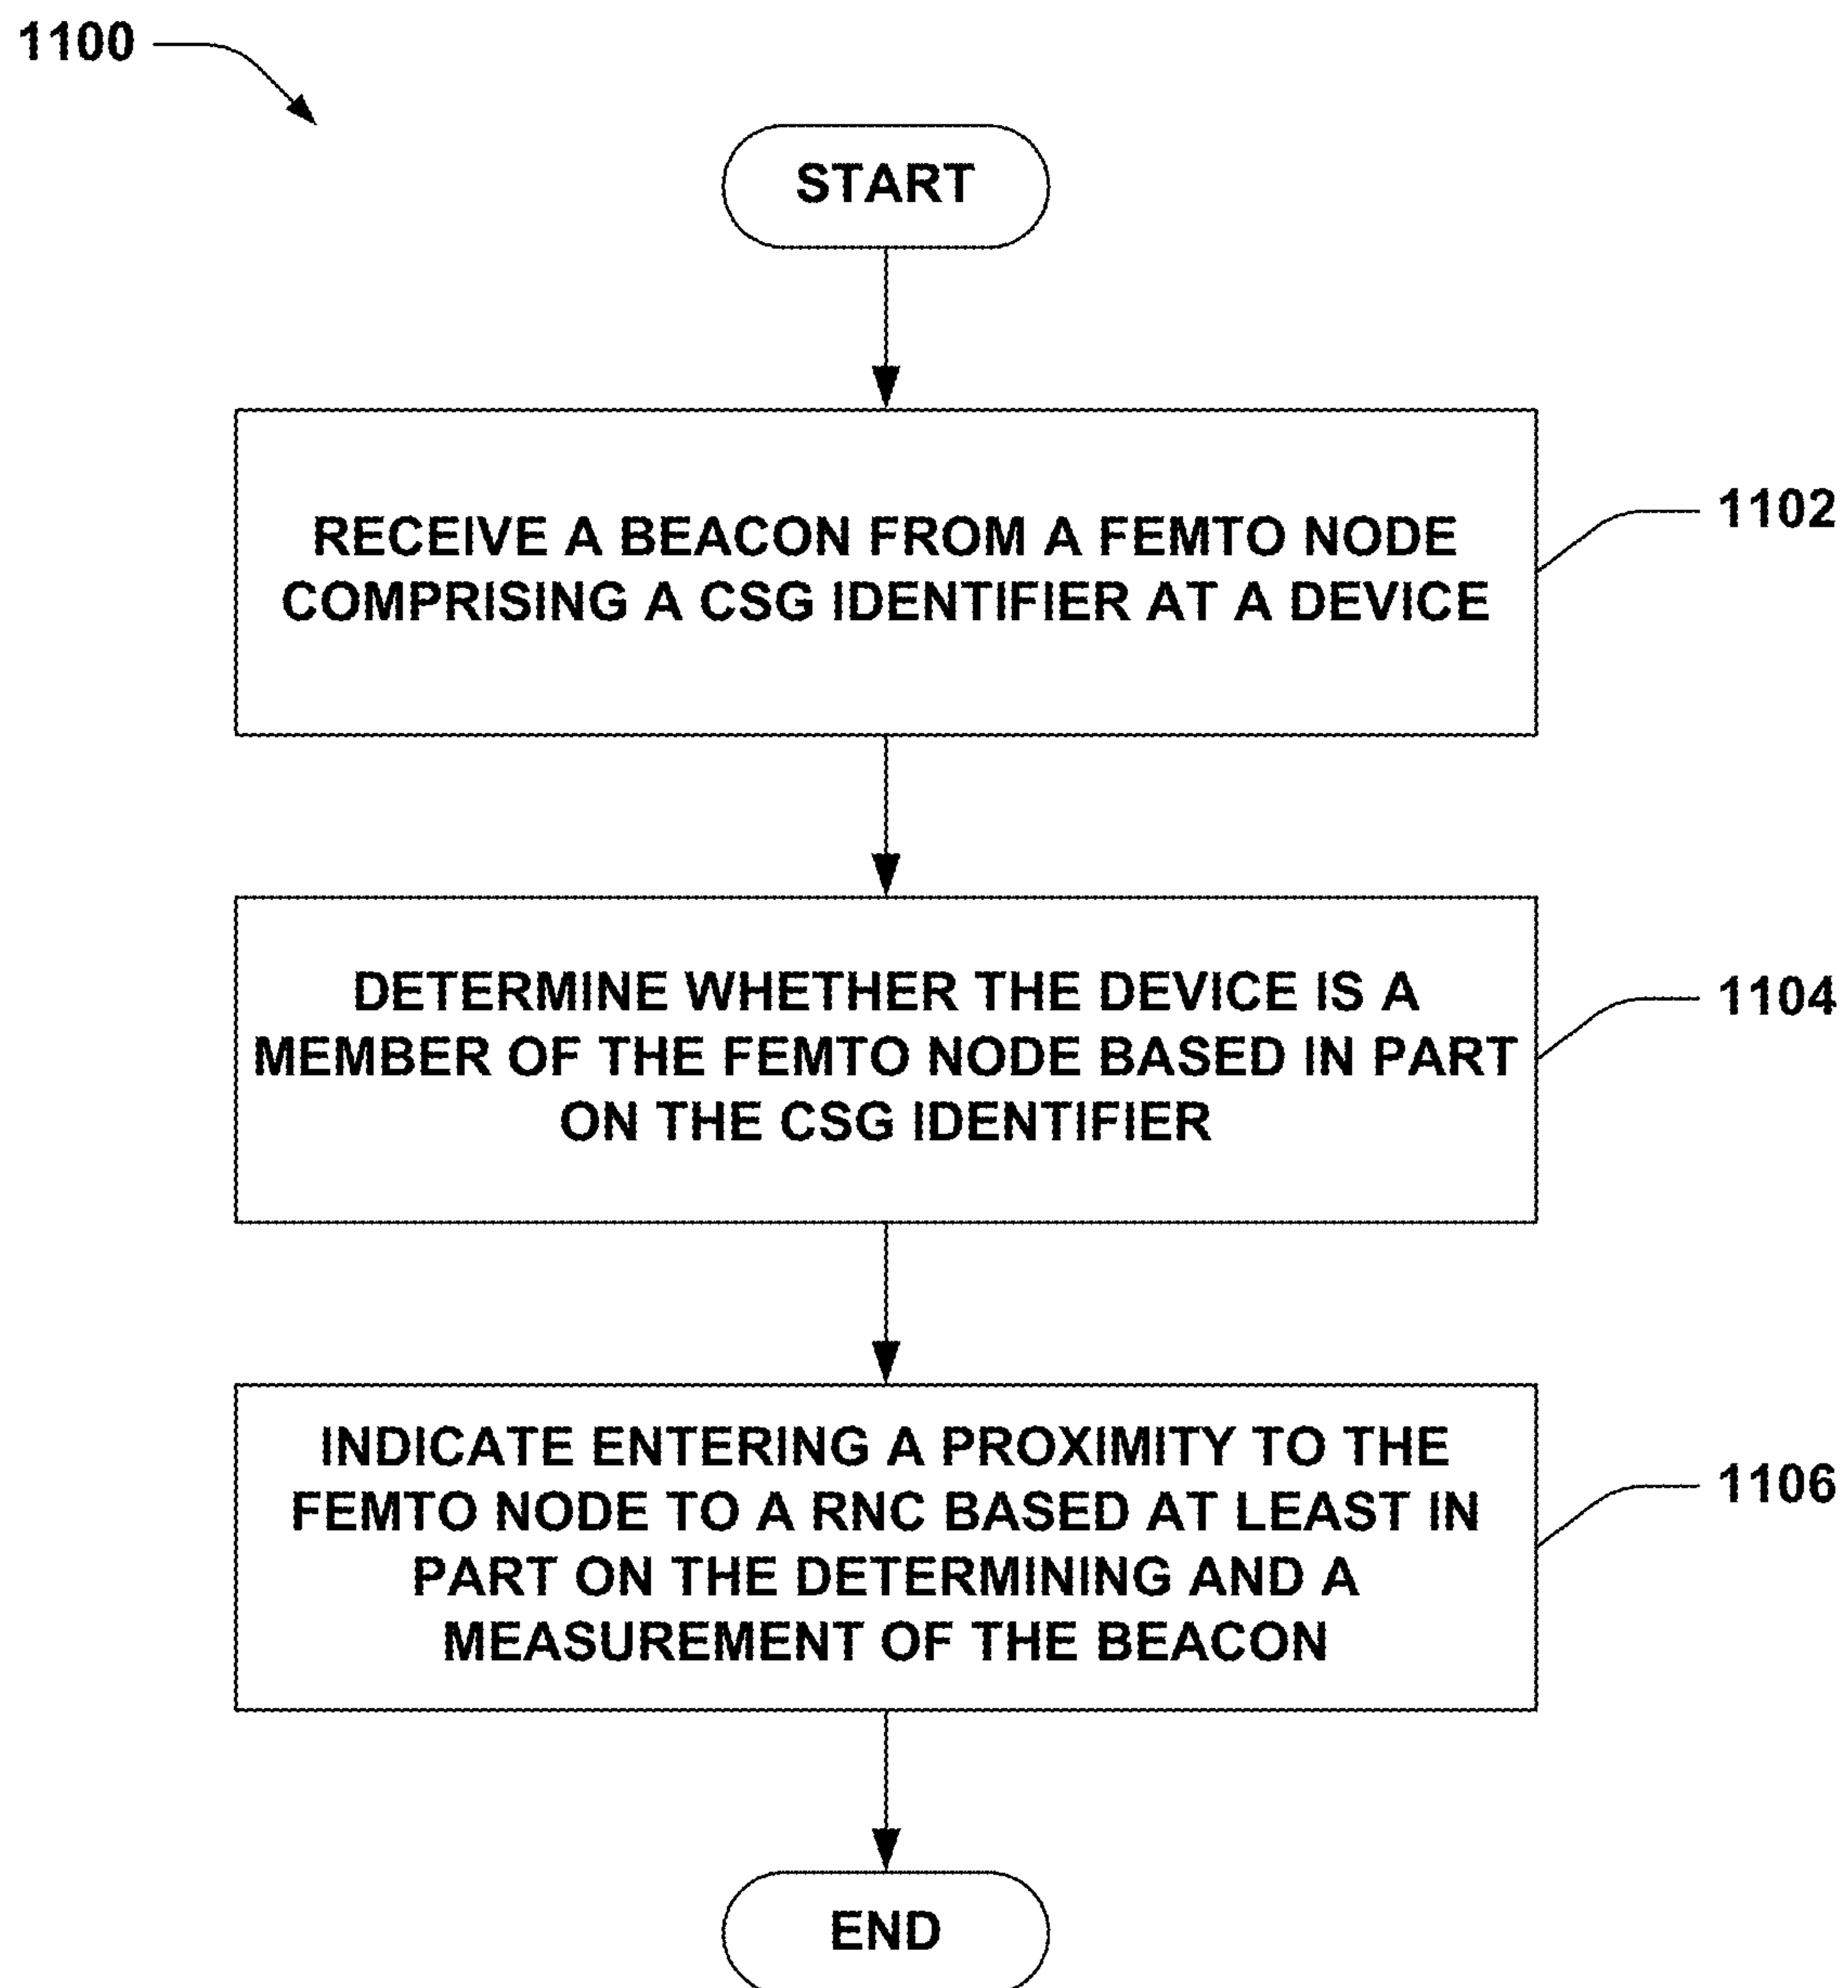 1100
START
RECEIVE A BEACON FROM A FEMTO NODE
COMPRISING A CSG IDENTIFIER AT A DEVICE
1102
DETERMINE WHETHER THE DEVICE IS A
MEMBER OF THE FEMTO NODE BASED IN PART
ON THE CSG IDENTIFIER
1104
INDICATE ENTERING A PROXIMITY TO THE
FEMTO NODE TO A RNC BASED AT LEAST IN
PART ON THE DETERMINING AND A
MEASUREMENT OF THE BEACON
1106
END